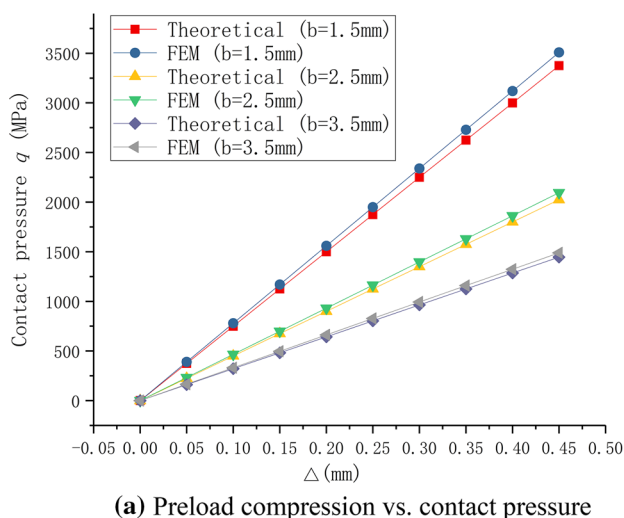 Theoretical (b=1.5mm)
FEM (b=1.5mm)
Theoretical (b=2.5mm)
FEM (b=2.5mm)
Theoretical (b=3.5mm)
FEM (b=3.5mm)
Contact pressure q (MPa)
3500
3000
2500
2000
1500
1000
500
0
-0.05 0.00 0.05 0.10 0.15 0.20 0.25 0.30 0.35 0.40 0.45 0.50
△(mm)
(a) Preload compression vs. contact pressure